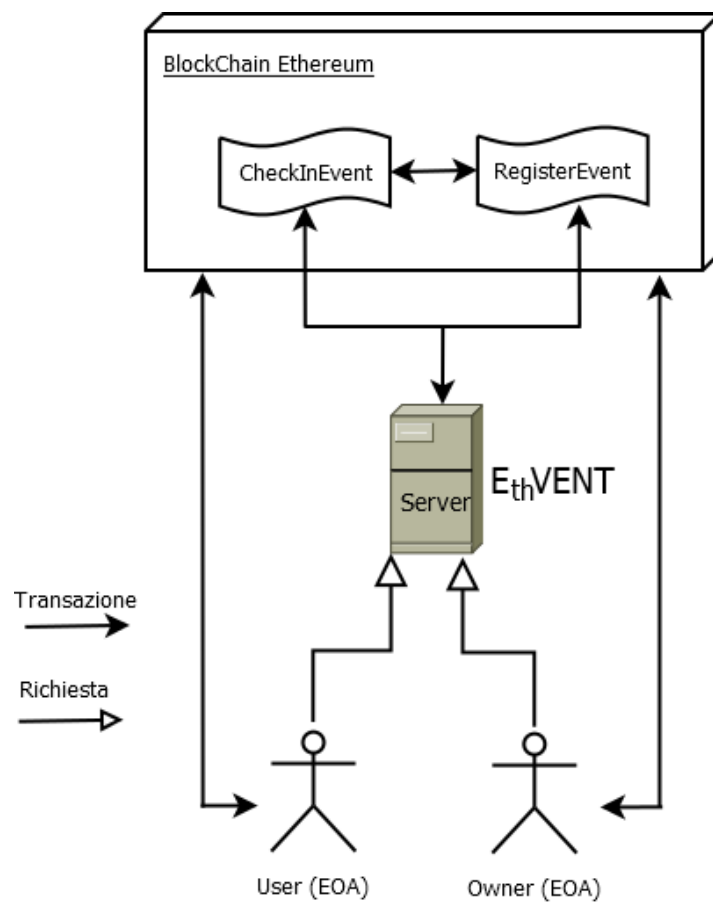 BlockChain Ethereum
CheckInEvent
RegisterEvent
Server
EthVENT
Transazione
Richiesta
User (EOA)
Owner (EOA)